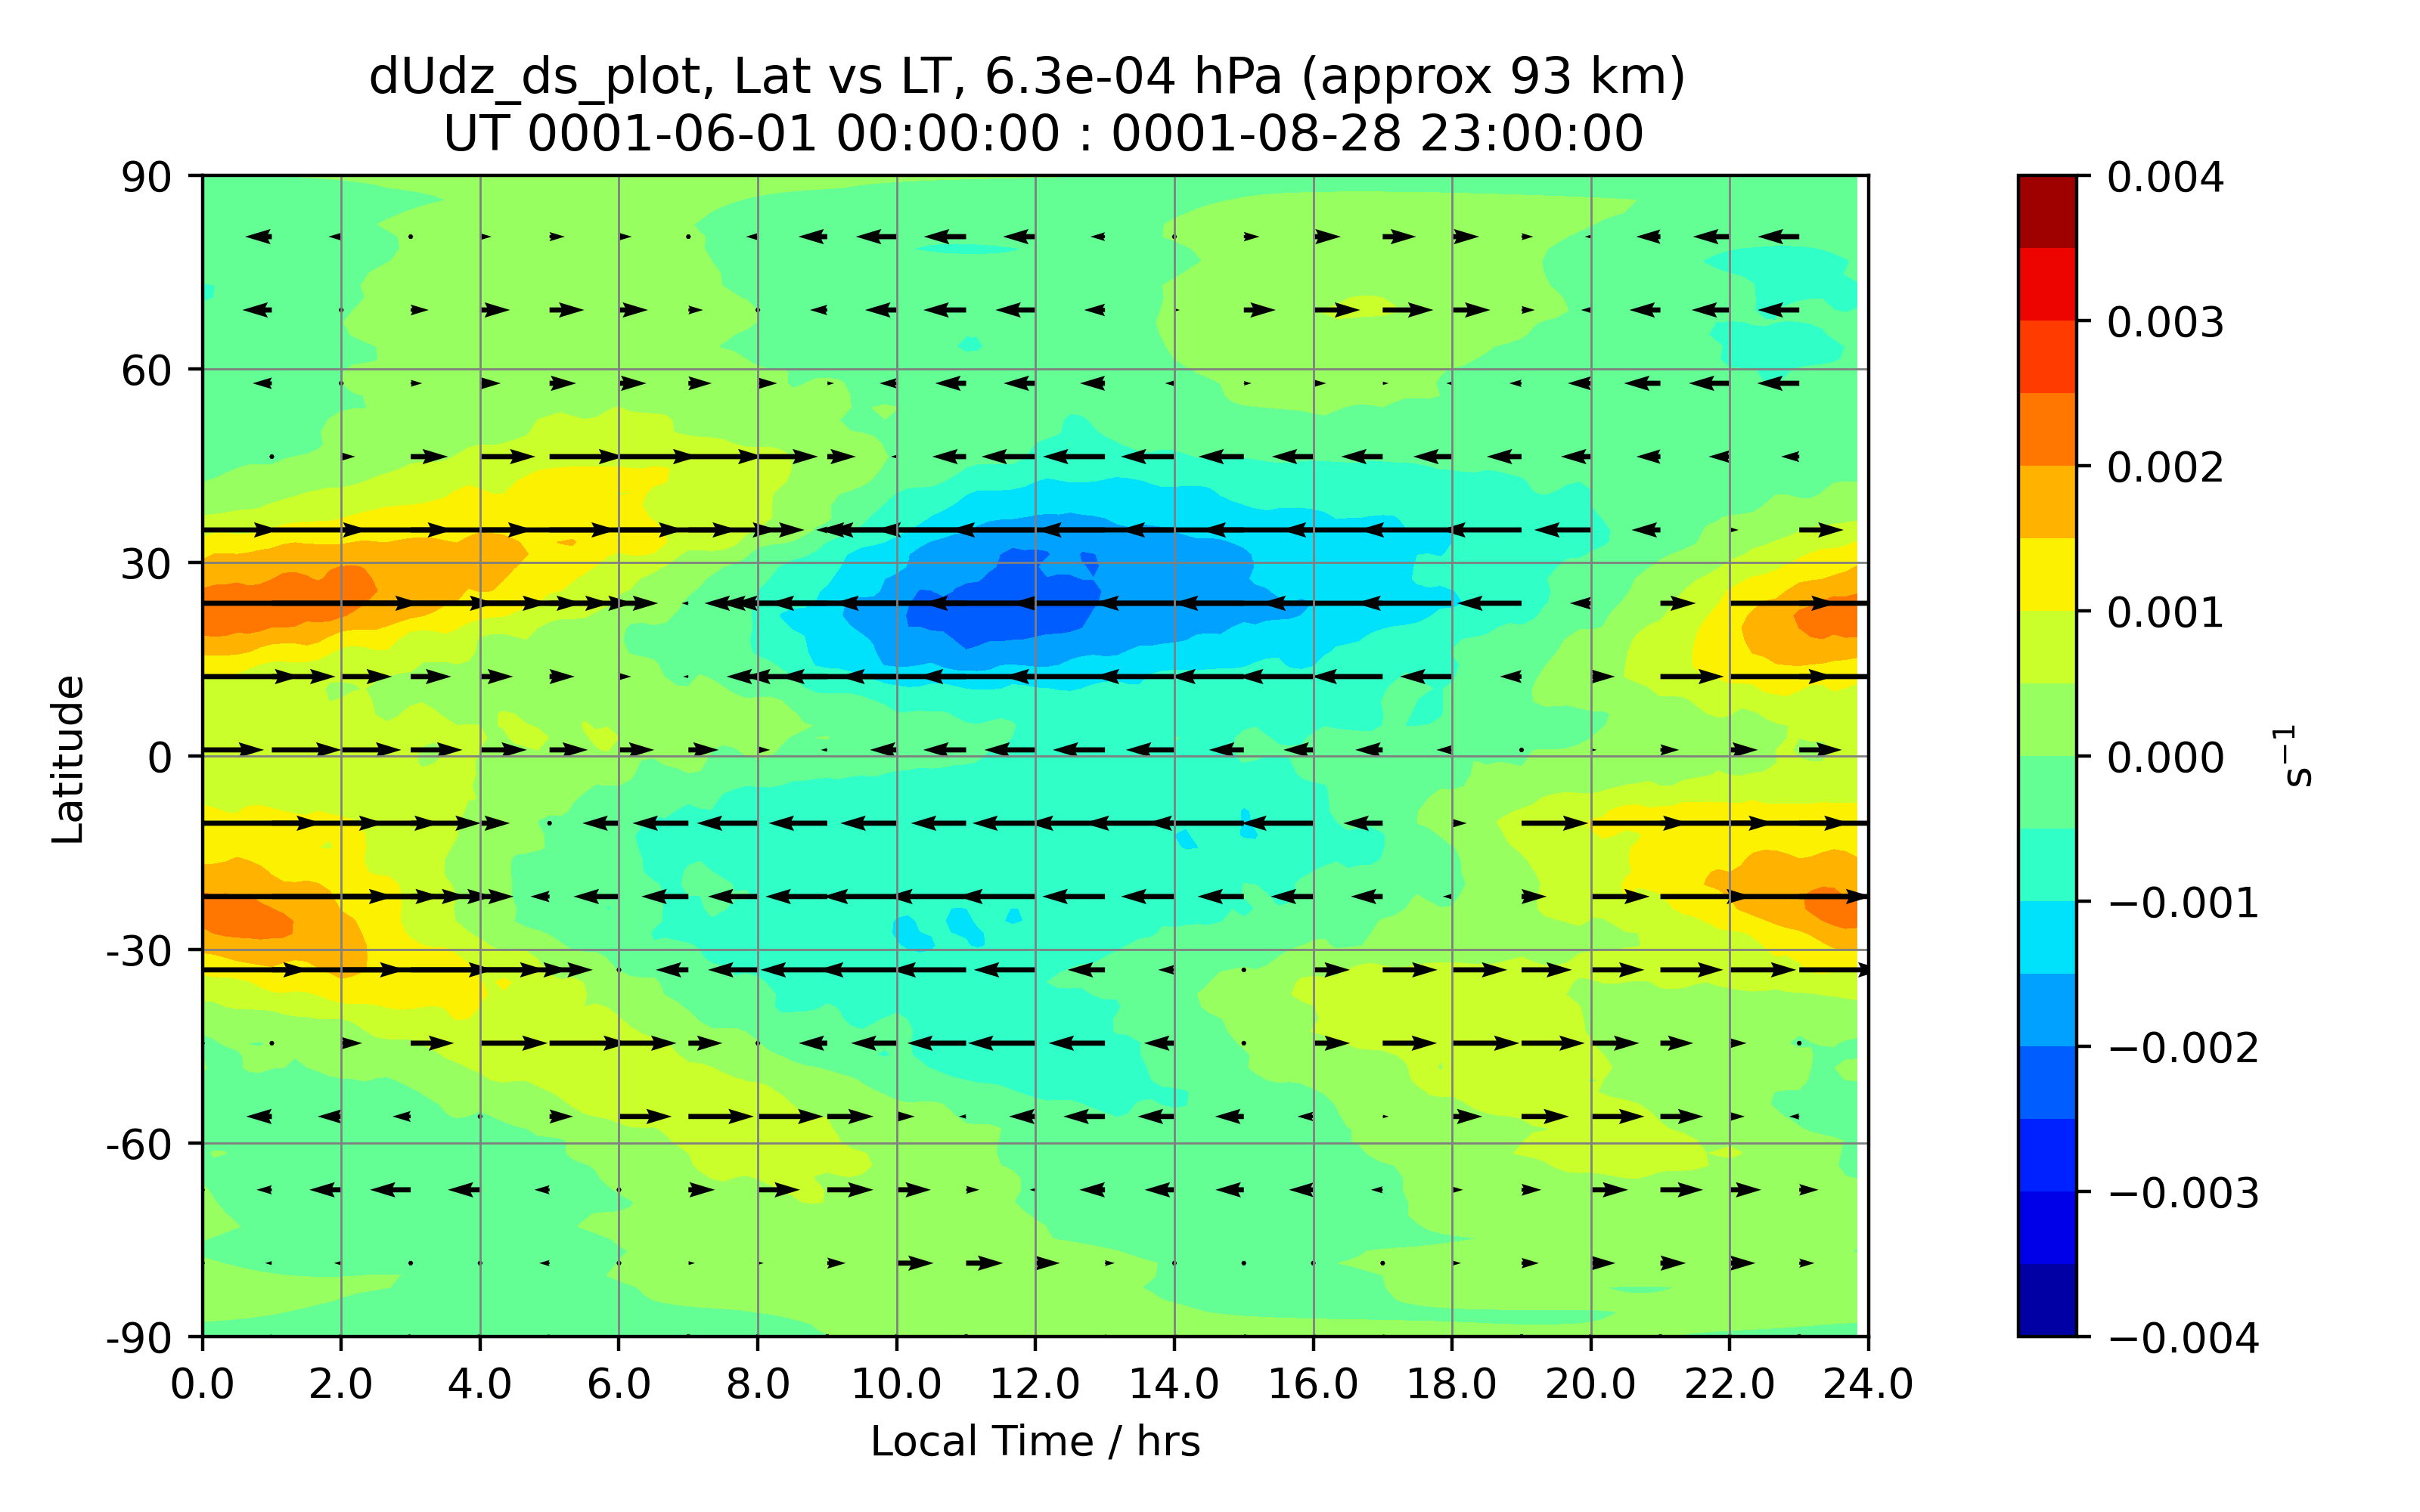 dUdz_ds_plot, Lat vs LT, 6.3e-04 hPa (approx 93 km)
UT 0001-06-01 00:00:00 : 0001-08-28 23:00:00
90
60
30
0
-30
-60
-90
Latitude
0.0 2.0 4.0 6.0 8.0 10.0 12.0 14.0 16.0 18.0 20.0 22.0 24.0
Local Time / hrs
0.004
0.003
0.002
0.001
0.000
−0.001
−0.002
−0.003
−0.004
s⁻¹